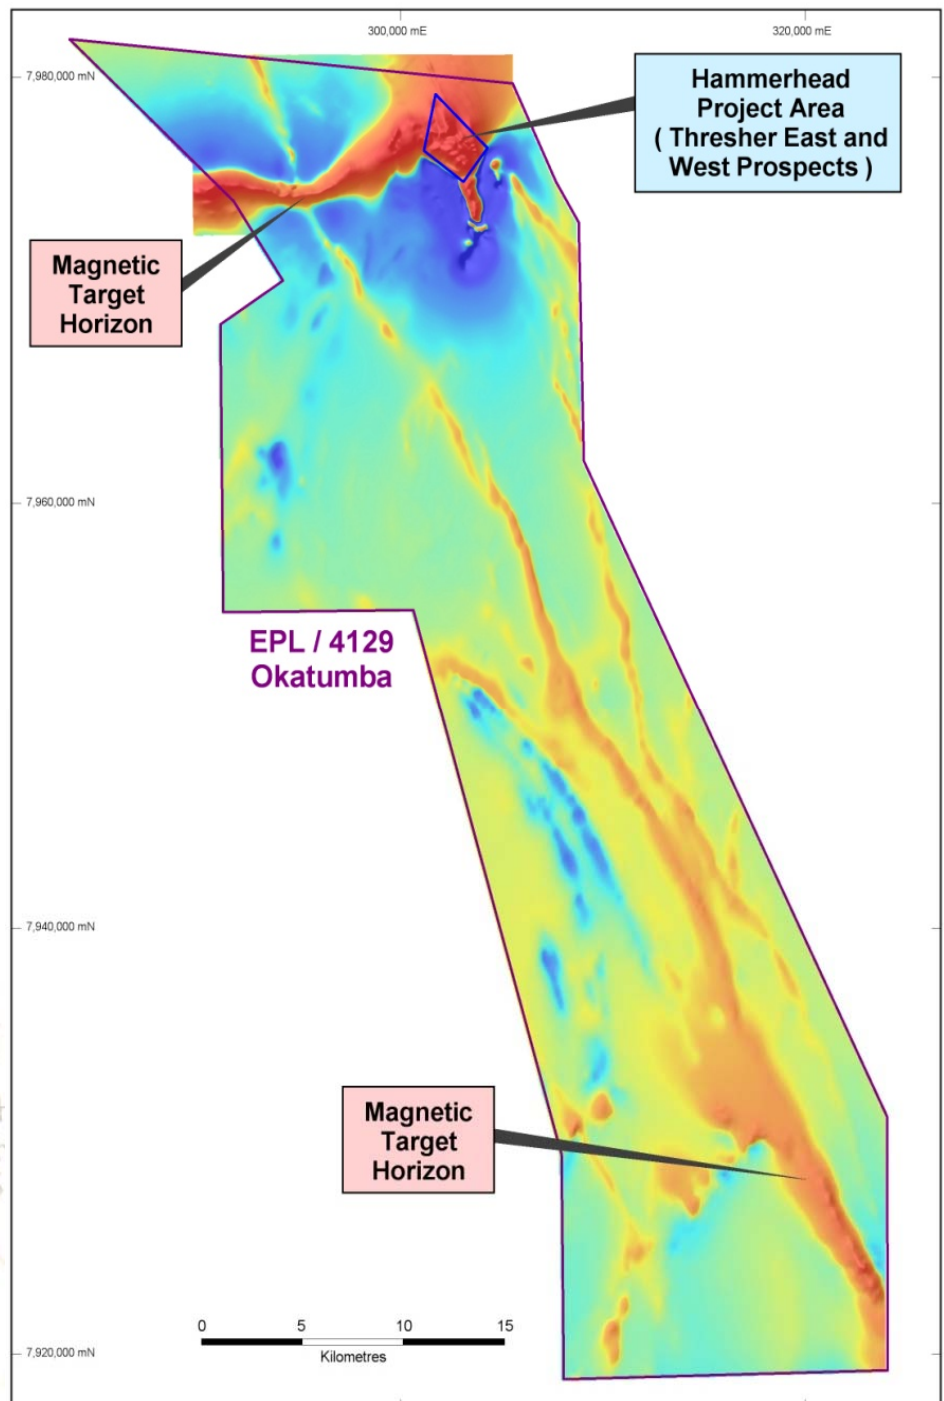 300,000 mE
320,000 mE
7,980,000 mN
Hammerhead
Project Area
( Thresher East and
West Prospects )
Magnetic
Target
Horizon
7,960,000 mN
EPL / 4129
Okatumba
7,940,000 mN
Magnetic
Target
Horizon
0 5 10 15
Kilometres
7,920,000 mN